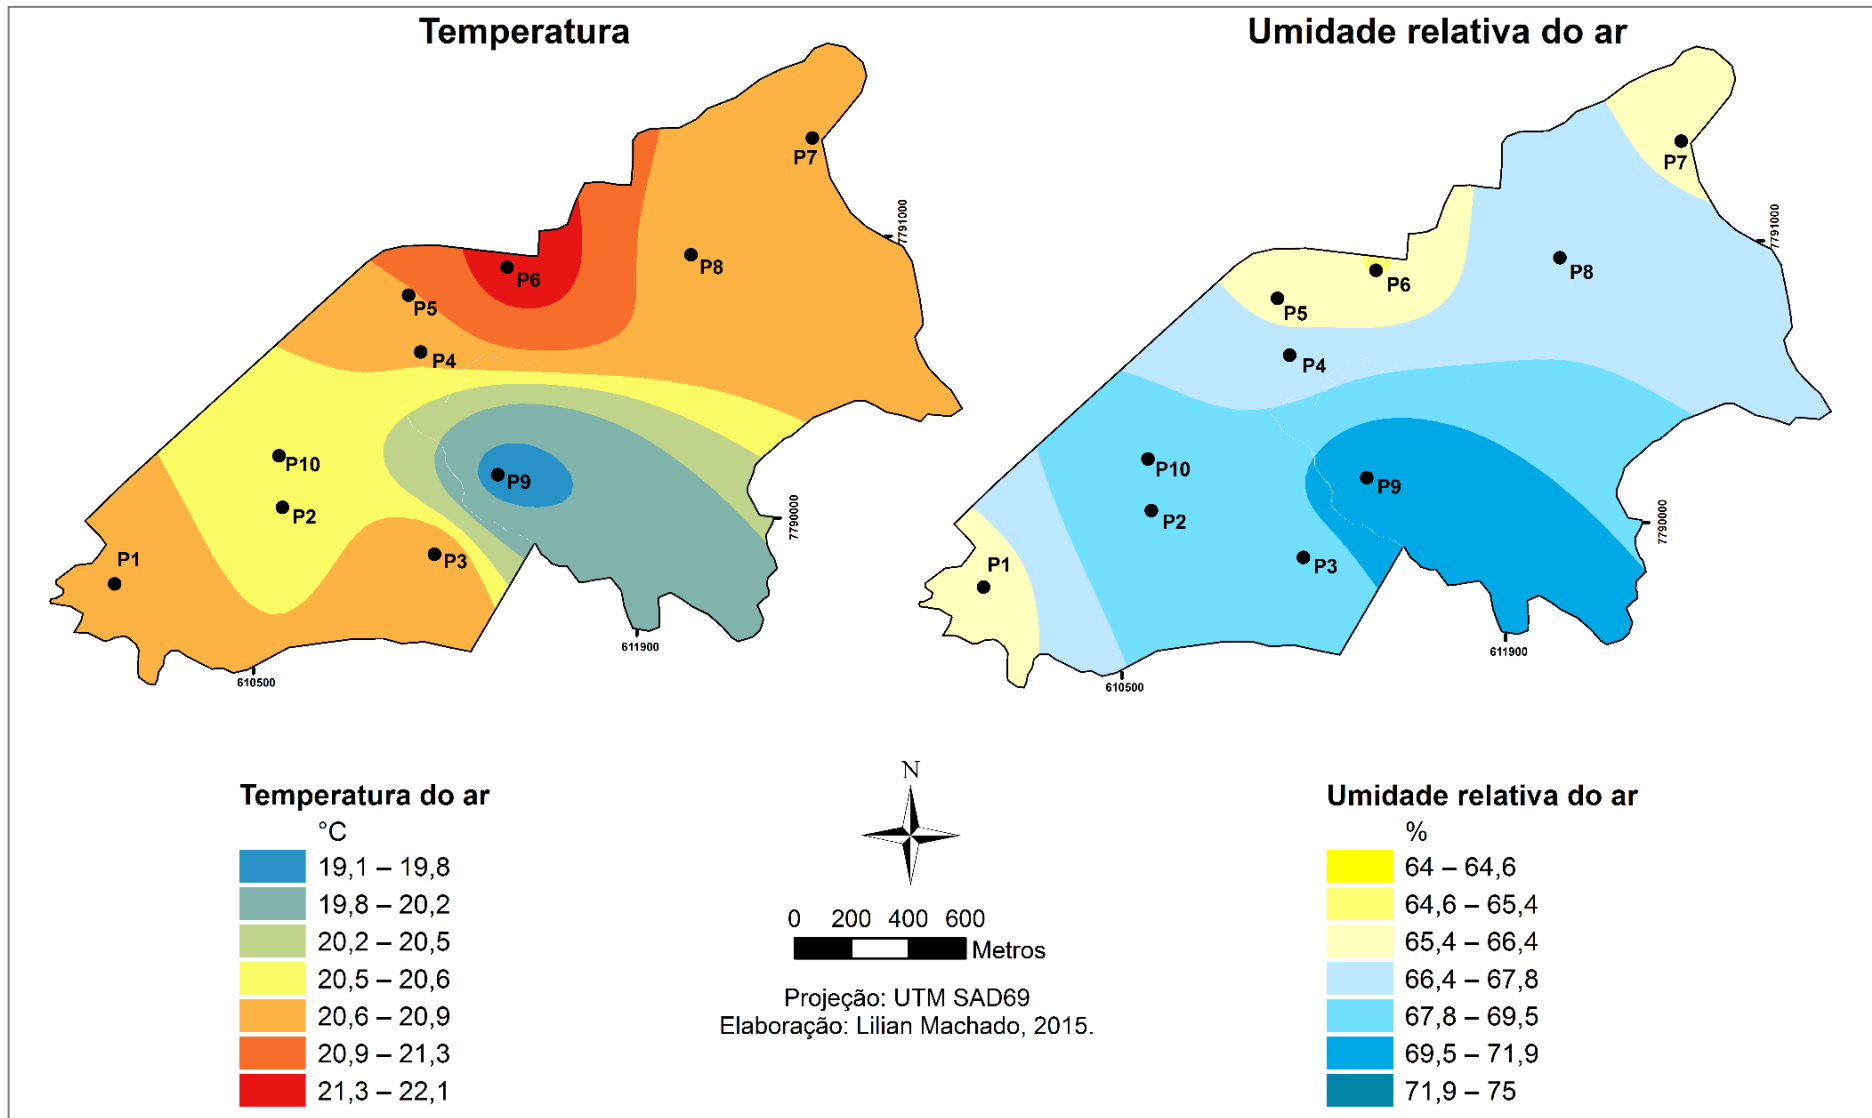 Temperatura
P7
P8
P6
P5
P4
P10
P9
P2
P3
P1
7791000
7790000
611900
610500
Umidade relativa do ar
P7
P8
P6
P5
P4
P10
P9
P2
P3
P1
7791000
7790000
611900
610500
Temperatura do ar
°C
19,1 – 19,8
19,8 – 20,2
20,2 – 20,5
20,5 – 20,6
20,6 – 20,9
20,9 – 21,3
21,3 – 22,1
N
0 200 400 600
Metros
Projeção: UTM SAD69
Elaboração: Lilian Machado, 2015.
Umidade relativa do ar
%
64 – 64,6
64,6 – 65,4
65,4 – 66,4
66,4 – 67,8
67,8 – 69,5
69,5 – 71,9
71,9 – 75